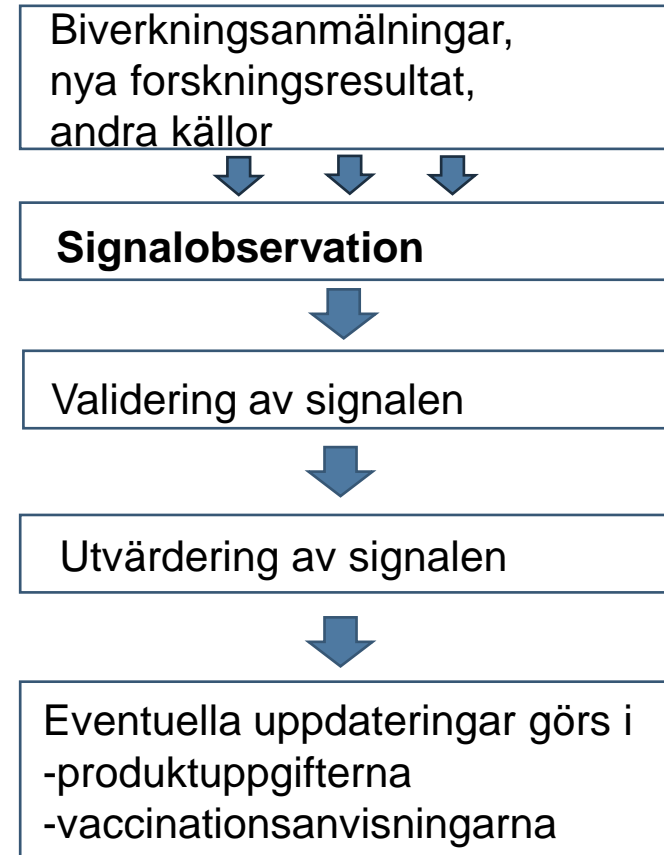 Biverkningsanmälningar,
nya forskningsresultat,
andra källor
Signalobservation
Validering av signalen
Utvärdering av signalen
Eventuella uppdateringar görs i
-produktuppgifterna
-vaccinationsanvisningarna